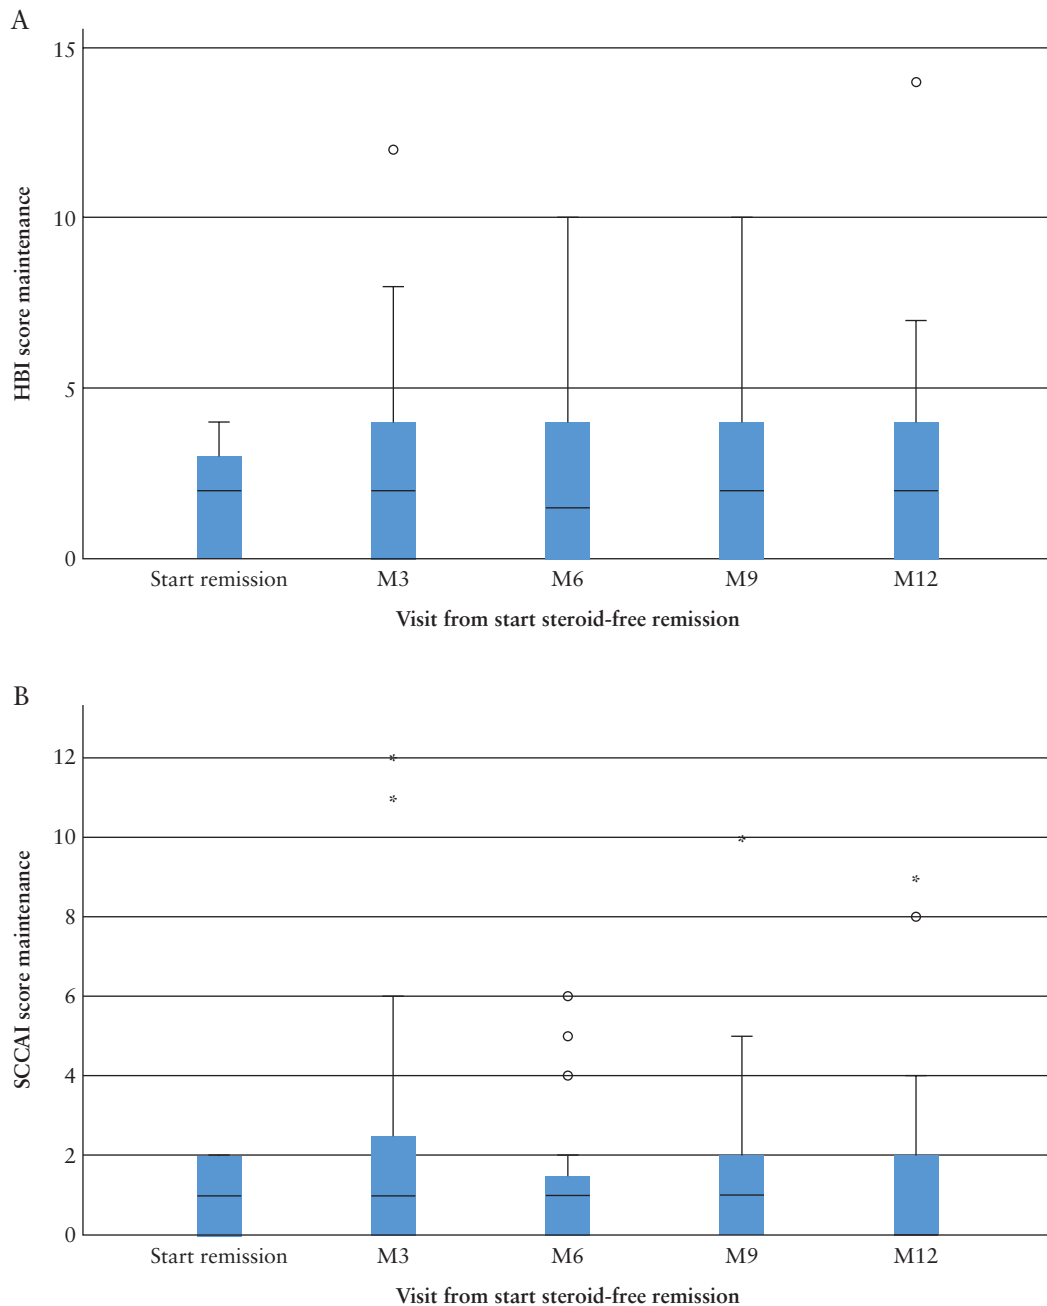 A
15
10
5
0
HBI score maintenance
Start remission M3 M6 M9 M12
Visit from start steroid-free remission
B
12
10
8
6
4
2
0
SCCAI score maintenance
Start remission M3 M6 M9 M12
Visit from start steroid-free remission